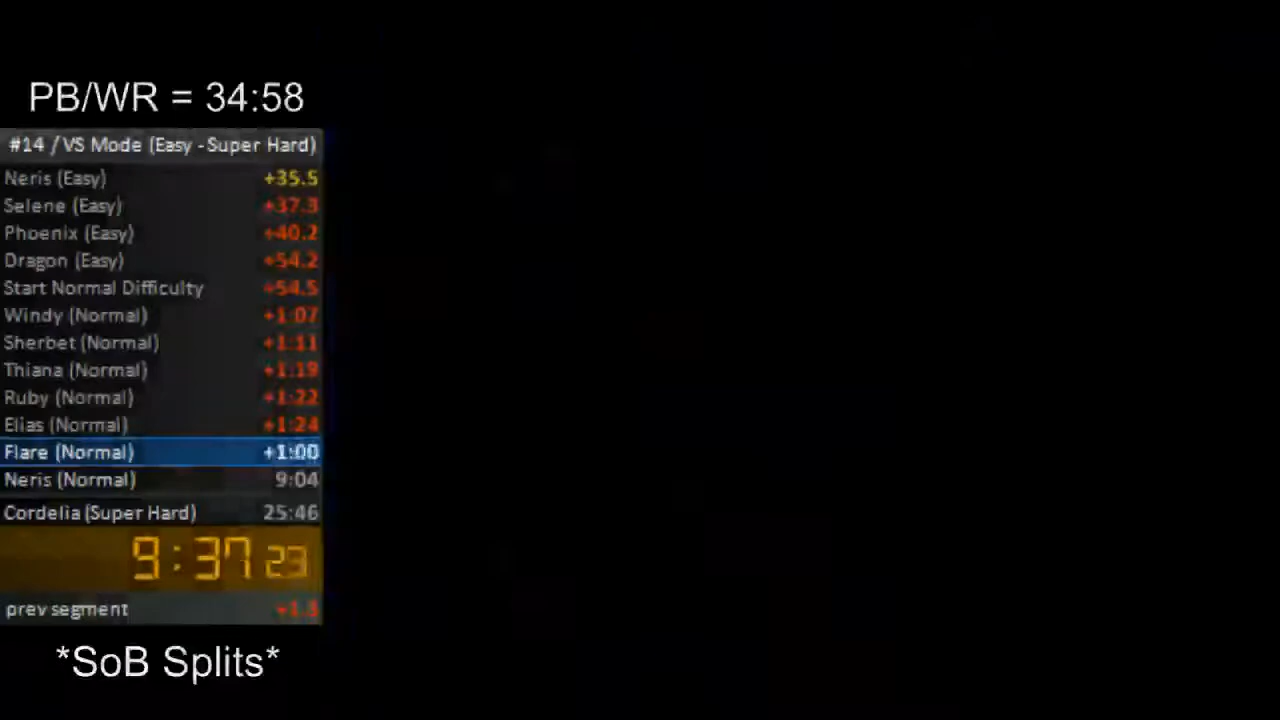 PB/WR = 34:58
#14 / VS Mode (Easy - Super Hard)
Neris (Easy) +35.5
Selene (Easy) +37.3
Phoenix (Easy) +40.2
Dragon (Easy) +54.2
Start Normal Difficulty +54.5
Windy (Normal) +1:07
Sherbet (Normal) +1:11
Thiana (Normal) +1:19
Ruby (Normal) +1:22
Elias (Normal) +1:24
Flare (Normal) +1:00
Neris (Normal) 9:04
Cordelia (Super Hard) 25:46
9:37 23
prev segment +1.3
*SoB Splits*